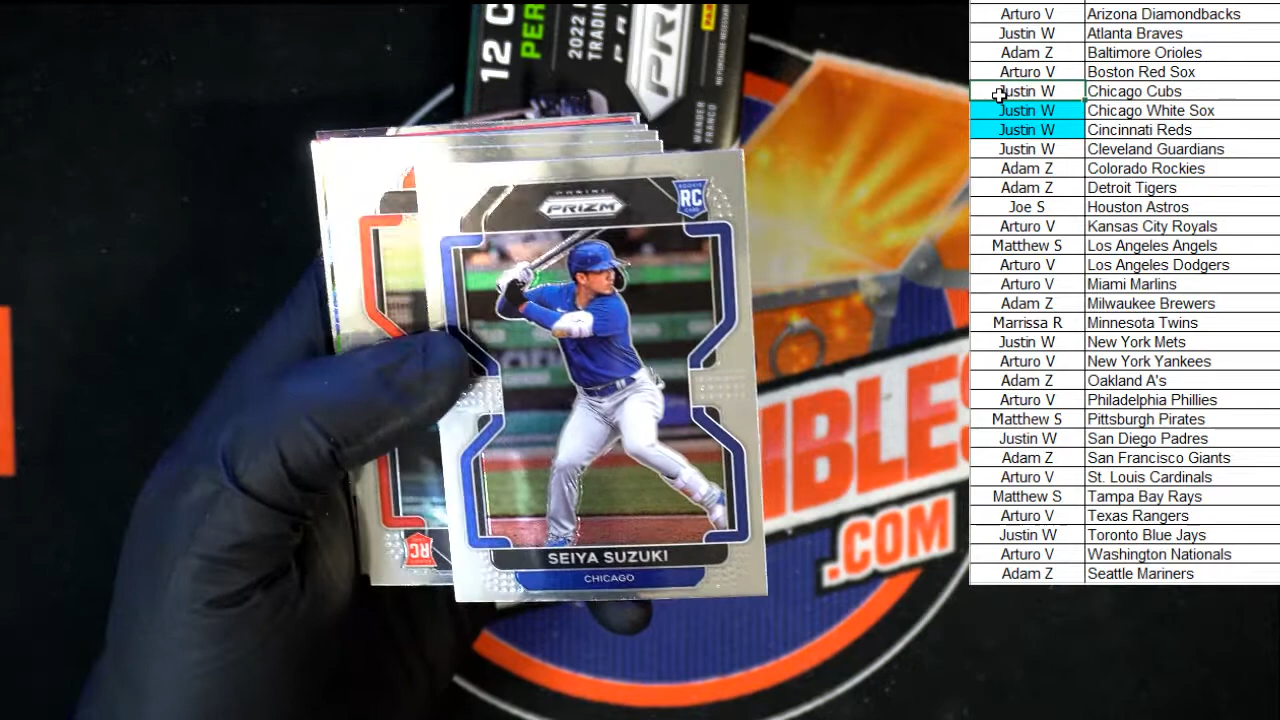 12 C
PER
2022
TRADIN
PRIZM
NO PURCHASE NECESSARY
WANDER
FRANCO
PANINI
PRIZM
ROOKIE
RC
CARD
SEIYA SUZUKI
CHICAGO
RC
IBLES
.COM
Arturo V Arizona Diamondbacks
Justin W Atlanta Braves
Adam Z Baltimore Orioles
Arturo V Boston Red Sox
Justin W Chicago Cubs
Justin W Chicago White Sox
Justin W Cincinnati Reds
Justin W Cleveland Guardians
Adam Z Colorado Rockies
Adam Z Detroit Tigers
Joe S Houston Astros
Arturo V Kansas City Royals
Matthew S Los Angeles Angels
Arturo V Los Angeles Dodgers
Arturo V Miami Marlins
Adam Z Milwaukee Brewers
Marrissa R Minnesota Twins
Justin W New York Mets
Arturo V New York Yankees
Adam Z Oakland A's
Arturo V Philadelphia Phillies
Matthew S Pittsburgh Pirates
Justin W San Diego Padres
Adam Z San Francisco Giants
Arturo V St. Louis Cardinals
Matthew S Tampa Bay Rays
Arturo V Texas Rangers
Justin W Toronto Blue Jays
Arturo V Washington Nationals
Adam Z Seattle Mariners